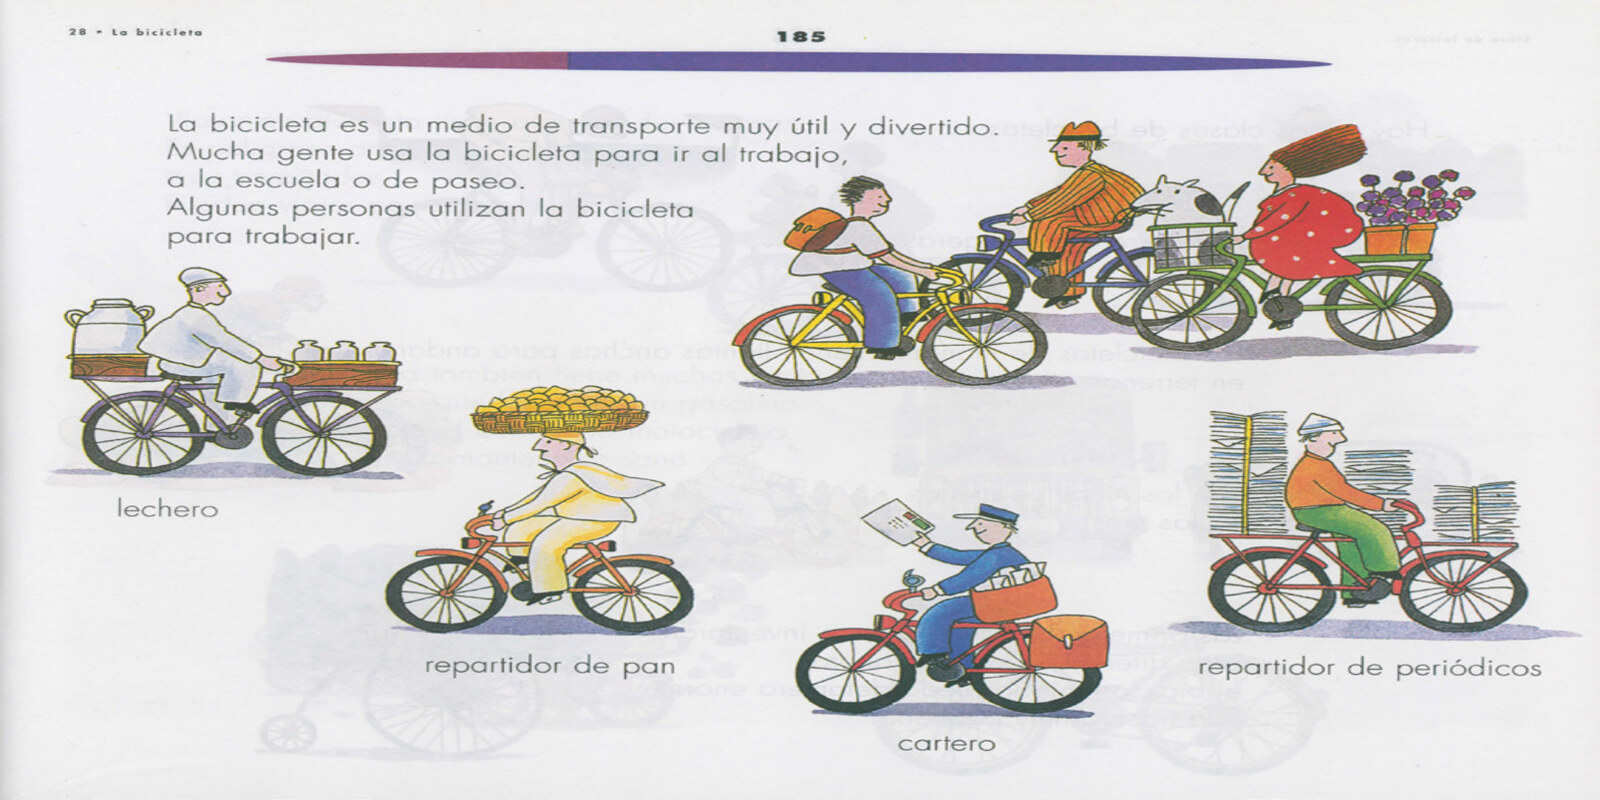 28 • La bicicleta
185
La bicicleta es un medio de transporte muy útil y divertido.
Mucha gente usa la bicicleta para ir al trabajo,
a la escuela o de paseo.
Algunas personas utilizan la bicicleta
para trabajar.
lechero
repartidor de pan
cartero
repartidor de periódicos